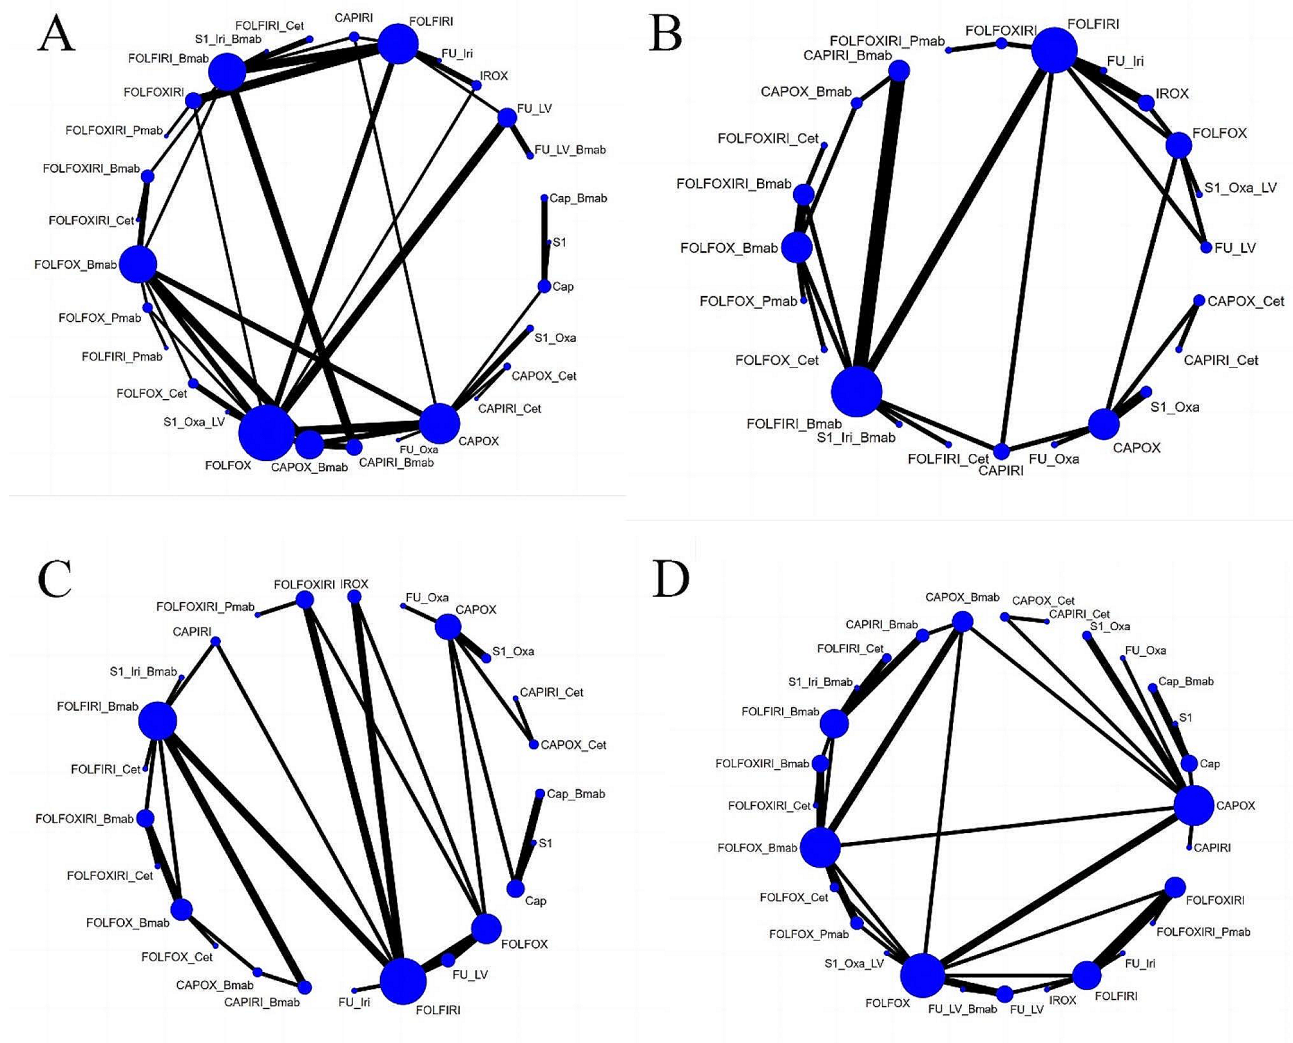 A
FOLFIRI_Cet
CAPIRI
FOLFIRI
S1_Iri_Bmab
FOLFIRI_Bmab
FU_Iri
IROX
FOLFOXIRI
FU_LV
FOLFOXIRI_Pmab
FU_LV_Bmab
FOLFOXIRI_Bmab
Cap_Bmab
FOLFOXIRI_Cet
S1
FOLFOX_Bmab
Cap
FOLFOX_Pmab
S1_Oxa
FOLFIRI_Pmab
CAPOX_Cet
FOLFOX_Cet
CAPIRI_Cet
S1_Oxa_LV
CAPOX
FU_Oxa
FOLFOX
CAPOX_Bmab
CAPIRI_Bmab
B
FOLFOXIRI
FOLFIRI
FOLFOXIRI_Pmab
CAPIRI_Bmab
FU_Iri
CAPOX_Bmab
IROX
FOLFOX
FOLFOXIRI_Cet
FOLFOXIRI_Bmab
S1_Oxa_LV
FOLFOX_Bmab
FU_LV
FOLFOX_Pmab
CAPOX_Cet
FOLFOX_Cet
CAPIRI_Cet
S1_Oxa
FOLFIRI_Bmab
S1_Iri_Bmab
CAPOX
FOLFIRI_Cet
FU_Oxa
CAPIRI
C
FOLFOXIRI
IROX
FU_Oxa
FOLFOXIRI_Pmab
CAPOX
CAPIRI
S1_Oxa
S1_Iri_Bmab
CAPIRI_Cet
FOLFIRI_Bmab
CAPOX_Cet
FOLFIRI_Cet
Cap_Bmab
FOLFOXIRI_Bmab
S1
FOLFOXIRI_Cet
Cap
FOLFOX_Bmab
FOLFOX
FOLFOX_Cet
FU_LV
CAPOX_Bmab
CAPIRI_Bmab
FU_Iri
FOLFIRI
D
CAPOX_Bmab
CAPOX_Cet
CAPIRI_Cet
CAPIRI_Bmab
S1_Oxa
FOLFIRI_Cet
FU_Oxa
S1_Iri_Bmab
Cap_Bmab
FOLFIRI_Bmab
S1
FOLFOXIRI_Bmab
Cap
FOLFOXIRI_Cet
CAPOX
FOLFOX_Bmab
CAPIRI
FOLFOX_Cet
FOLFOXIRI
FOLFOX_Pmab
FOLFOXIRI_Pmab
S1_Oxa_LV
FU_Iri
FOLFOX
FU_LV_Bmab
FU_LV
IROX
FOLFIRI